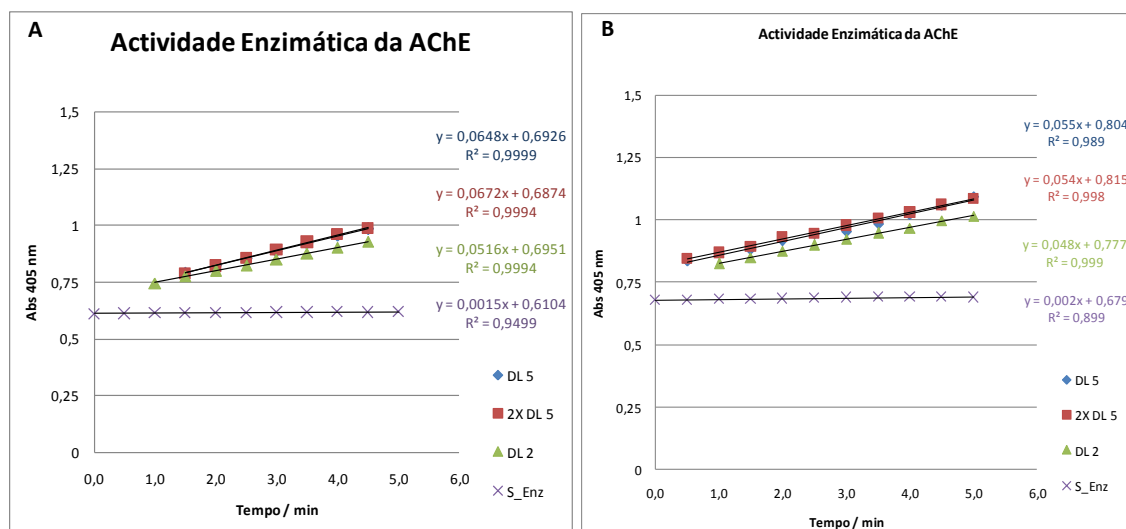 A
Actividade Enzimática da AChE
Abs 405 nm
1,5
1,25
1
0,75
0,5
0,25
0
0,0 1,0 2,0 3,0 4,0 5,0 6,0
Tempo / min
y = 0,0648x + 0,6926
R² = 0,9999
y = 0,0672x + 0,6874
R² = 0,9994
y = 0,0516x + 0,6951
R² = 0,9994
y = 0,0015x + 0,6104
R² = 0,9499
DL 5
2X DL 5
DL 2
S_Enz
B
Actividade Enzimática da AChE
Abs 405 nm
1,5
1,25
1
0,75
0,5
0,25
0
0,0 1,0 2,0 3,0 4,0 5,0 6,0
Tempo / min
y = 0,055x + 0,804
R² = 0,989
y = 0,054x + 0,815
R² = 0,998
y = 0,048x + 0,777
R² = 0,999
y = 0,002x + 0,679
R² = 0,899
DL 5
2X DL 5
DL 2
S_Enz